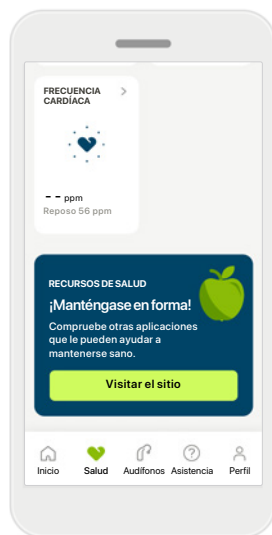 FRECUENCIA
CARDÍACA
-- ppm
Reposo 56 ppm
RECURSOS DE SALUD
¡Manténgase en forma!
Compruebe otras aplicaciones
que le pueden ayudar a
mantenerse sano.
Visitar el sitio
Inicio Salud Audífonos Asistencia Perfil